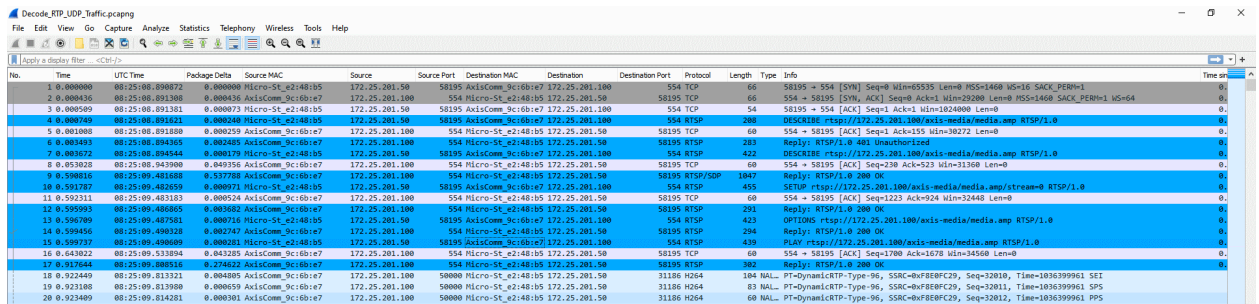 Decode_RTP_UDP_Traffic.pcapng
File Edit View Go Capture Analyze Statistics Telephony Wireless Tools Help
Apply a display filter ... <Ctrl-/>
No. Time UTC Time Package Delta Source MAC Source Source Port Destination MAC Destination Destination Port Protocol Length Type Info Time sin
1 0.000000 08:25:08.890872 0.000000 Micro-St_e2:48:b5 172.25.201.50 58195 AxisComm_9c:6b:e7 172.25.201.100 554 TCP 66 58195 → 554 [SYN] Seq=0 Win=65535 Len=0 MSS=1460 WS=16 SACK_PERM=1 0.
2 0.000436 08:25:08.891308 0.000436 AxisComm_9c:6b:e7 172.25.201.100 554 Micro-St_e2:48:b5 172.25.201.50 58195 TCP 66 554 → 58195 [SYN, ACK] Seq=0 Ack=1 Win=29200 Len=0 MSS=1460 SACK_PERM=1 WS=64 0.
3 0.000509 08:25:08.891381 0.000073 Micro-St_e2:48:b5 172.25.201.50 58195 AxisComm_9c:6b:e7 172.25.201.100 554 TCP 54 58195 → 554 [ACK] Seq=1 Ack=1 Win=1024000 Len=0 0.
4 0.000749 08:25:08.891621 0.000240 Micro-St_e2:48:b5 172.25.201.50 58195 AxisComm_9c:6b:e7 172.25.201.100 554 RTSP 208 DESCRIBE rtsp://172.25.201.100/axis-media/media.amp RTSP/1.0 0.
5 0.001008 08:25:08.891880 0.000259 AxisComm_9c:6b:e7 172.25.201.100 554 Micro-St_e2:48:b5 172.25.201.50 58195 TCP 60 554 → 58195 [ACK] Seq=1 Ack=155 Win=30272 Len=0 0.
6 0.003493 08:25:08.894365 0.002485 AxisComm_9c:6b:e7 172.25.201.100 554 Micro-St_e2:48:b5 172.25.201.50 58195 RTSP 283 Reply: RTSP/1.0 401 Unauthorized 0.
7 0.003672 08:25:08.894544 0.000179 Micro-St_e2:48:b5 172.25.201.50 58195 AxisComm_9c:6b:e7 172.25.201.100 554 RTSP 422 DESCRIBE rtsp://172.25.201.100/axis-media/media.amp RTSP/1.0 0.
8 0.053028 08:25:08.943900 0.049356 AxisComm_9c:6b:e7 172.25.201.100 554 Micro-St_e2:48:b5 172.25.201.50 58195 TCP 60 554 → 58195 [ACK] Seq=230 Ack=523 Win=31360 Len=0 0.
9 0.590816 08:25:09.481688 0.537788 AxisComm_9c:6b:e7 172.25.201.100 554 Micro-St_e2:48:b5 172.25.201.50 58195 RTSP/SDP 1047 Reply: RTSP/1.0 200 OK 0.
10 0.591787 08:25:09.482659 0.000971 Micro-St_e2:48:b5 172.25.201.50 58195 AxisComm_9c:6b:e7 172.25.201.100 554 RTSP 455 SETUP rtsp://172.25.201.100/axis-media/media.amp/stream=0 RTSP/1.0 0.
11 0.592311 08:25:09.483183 0.000524 AxisComm_9c:6b:e7 172.25.201.100 554 Micro-St_e2:48:b5 172.25.201.50 58195 TCP 60 554 → 58195 [ACK] Seq=1223 Ack=924 Win=32448 Len=0 0.
12 0.595993 08:25:09.486865 0.003682 AxisComm_9c:6b:e7 172.25.201.100 554 Micro-St_e2:48:b5 172.25.201.50 58195 RTSP 291 Reply: RTSP/1.0 200 OK 0.
13 0.596709 08:25:09.487581 0.000716 Micro-St_e2:48:b5 172.25.201.50 58195 AxisComm_9c:6b:e7 172.25.201.100 554 RTSP 423 OPTIONS rtsp://172.25.201.100/axis-media/media.amp RTSP/1.0 0.
14 0.599456 08:25:09.490328 0.002747 AxisComm_9c:6b:e7 172.25.201.100 554 Micro-St_e2:48:b5 172.25.201.50 58195 RTSP 294 Reply: RTSP/1.0 200 OK 0.
15 0.599737 08:25:09.490609 0.000281 Micro-St_e2:48:b5 172.25.201.50 58195 AxisComm_9c:6b:e7 172.25.201.100 554 RTSP 439 PLAY rtsp://172.25.201.100/axis-media/media.amp RTSP/1.0 0.
16 0.643022 08:25:09.533894 0.043285 AxisComm_9c:6b:e7 172.25.201.100 554 Micro-St_e2:48:b5 172.25.201.50 58195 TCP 60 554 → 58195 [ACK] Seq=1700 Ack=1678 Win=34560 Len=0 0.
17 0.917644 08:25:09.808516 0.274622 AxisComm_9c:6b:e7 172.25.201.100 554 Micro-St_e2:48:b5 172.25.201.50 58195 RTSP 302 Reply: RTSP/1.0 200 OK 0.
18 0.922449 08:25:09.813321 0.004805 AxisComm_9c:6b:e7 172.25.201.100 50000 Micro-St_e2:48:b5 172.25.201.50 31186 H264 104 NAL… PT=DynamicRTP-Type-96, SSRC=0xF8E0FC29, Seq=32010, Time=1036399961 SEI 0.
19 0.923108 08:25:09.813980 0.000659 AxisComm_9c:6b:e7 172.25.201.100 50000 Micro-St_e2:48:b5 172.25.201.50 31186 H264 83 NAL… PT=DynamicRTP-Type-96, SSRC=0xF8E0FC29, Seq=32011, Time=1036399961 SPS 0.
20 0.923409 08:25:09.814281 0.000301 AxisComm_9c:6b:e7 172.25.201.100 50000 Micro-St_e2:48:b5 172.25.201.50 31186 H264 60 NAL… PT=DynamicRTP-Type-96, SSRC=0xF8E0FC29, Seq=32012, Time=1036399961 PPS 0.